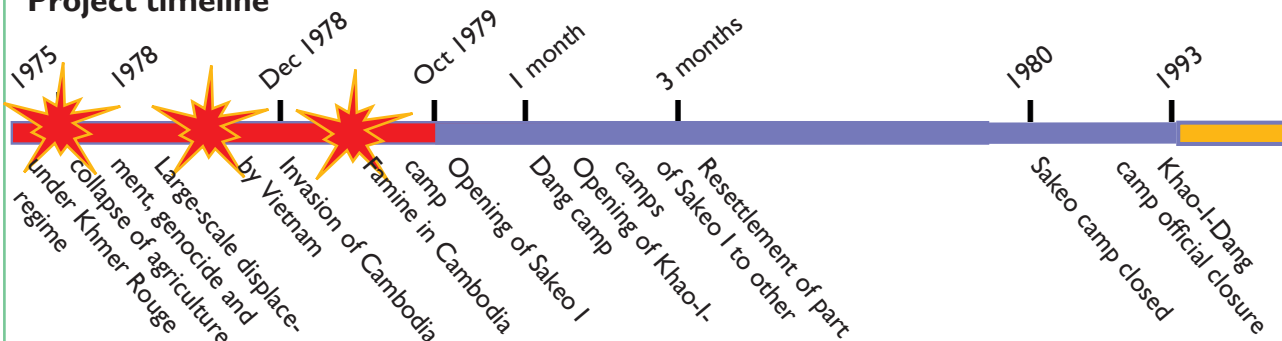 Project timeline
1975
1978
Dec 1978
Oct 1979
1 month
3 months
1980
1993
Large-scale displace-
ment, genocide and
collapse of agriculture
under Khmer Rouge
regime
Invasion of Cambodia
by Vietnam
Famine in Cambodia
Opening of Sakeo I
camp
Opening of Khao-I-
Dang camp
Resettlement of part
of Sakeo I to other
camps
Sakeo camp closed
Khao-I-Dang
camp official closure